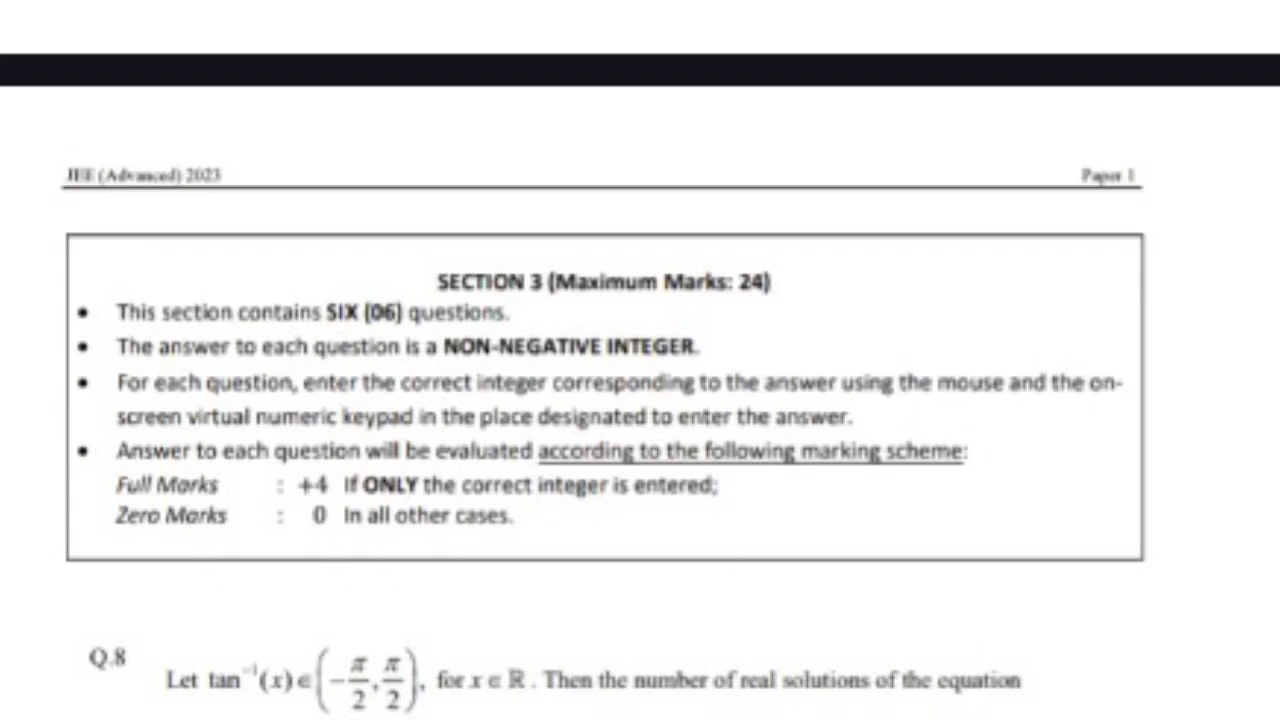 JEE (Advanced) 2023 Paper 1
SECTION 3 (Maximum Marks: 24)
• This section contains SIX (06) questions.
• The answer to each question is a NON-NEGATIVE INTEGER.
• For each question, enter the correct integer corresponding to the answer using the mouse and the on-
screen virtual numeric keypad in the place designated to enter the answer.
• Answer to each question will be evaluated according to the following marking scheme:
Full Marks : +4 If ONLY the correct integer is entered;
Zero Marks : 0 In all other cases.
Q.8 Let tan⁻¹(x) ∈ (−π/2, π/2), for x ∈ ℝ. Then the number of real solutions of the equation